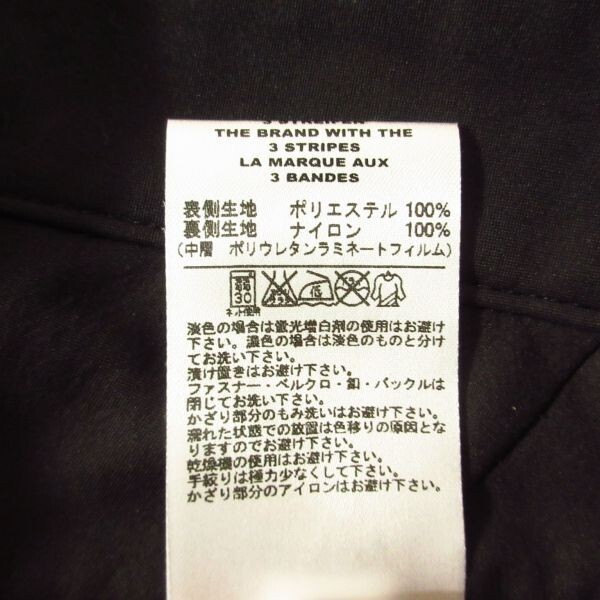 THE BRAND WITH THE
3 STRIPES
LA MARQUE AUX
3 BANDES
表側生地 ポリエステル 100%
裏側生地 ナイロン 100%
(中層 ポリウレタンラミネートフィルム)
30
低
ネット使用
淡色の場合は蛍光増白剤の使用はお避け
下さい。濃色の場合は淡色のものと分け
てお洗い下さい。
漬け置きはお避け下さい。
ファスナー・ベルクロ・釦・バックルは
閉じてお洗い下さい。
かざり部分のもみ洗いはお避け下さい。
濡れた状態での放置は色移りの原因とな
りますのでお避け下さい。
乾燥機の使用はお避け下さい。
手絞りは極力少なくして下さい。
かざり部分のアイロンはお避け下さい。